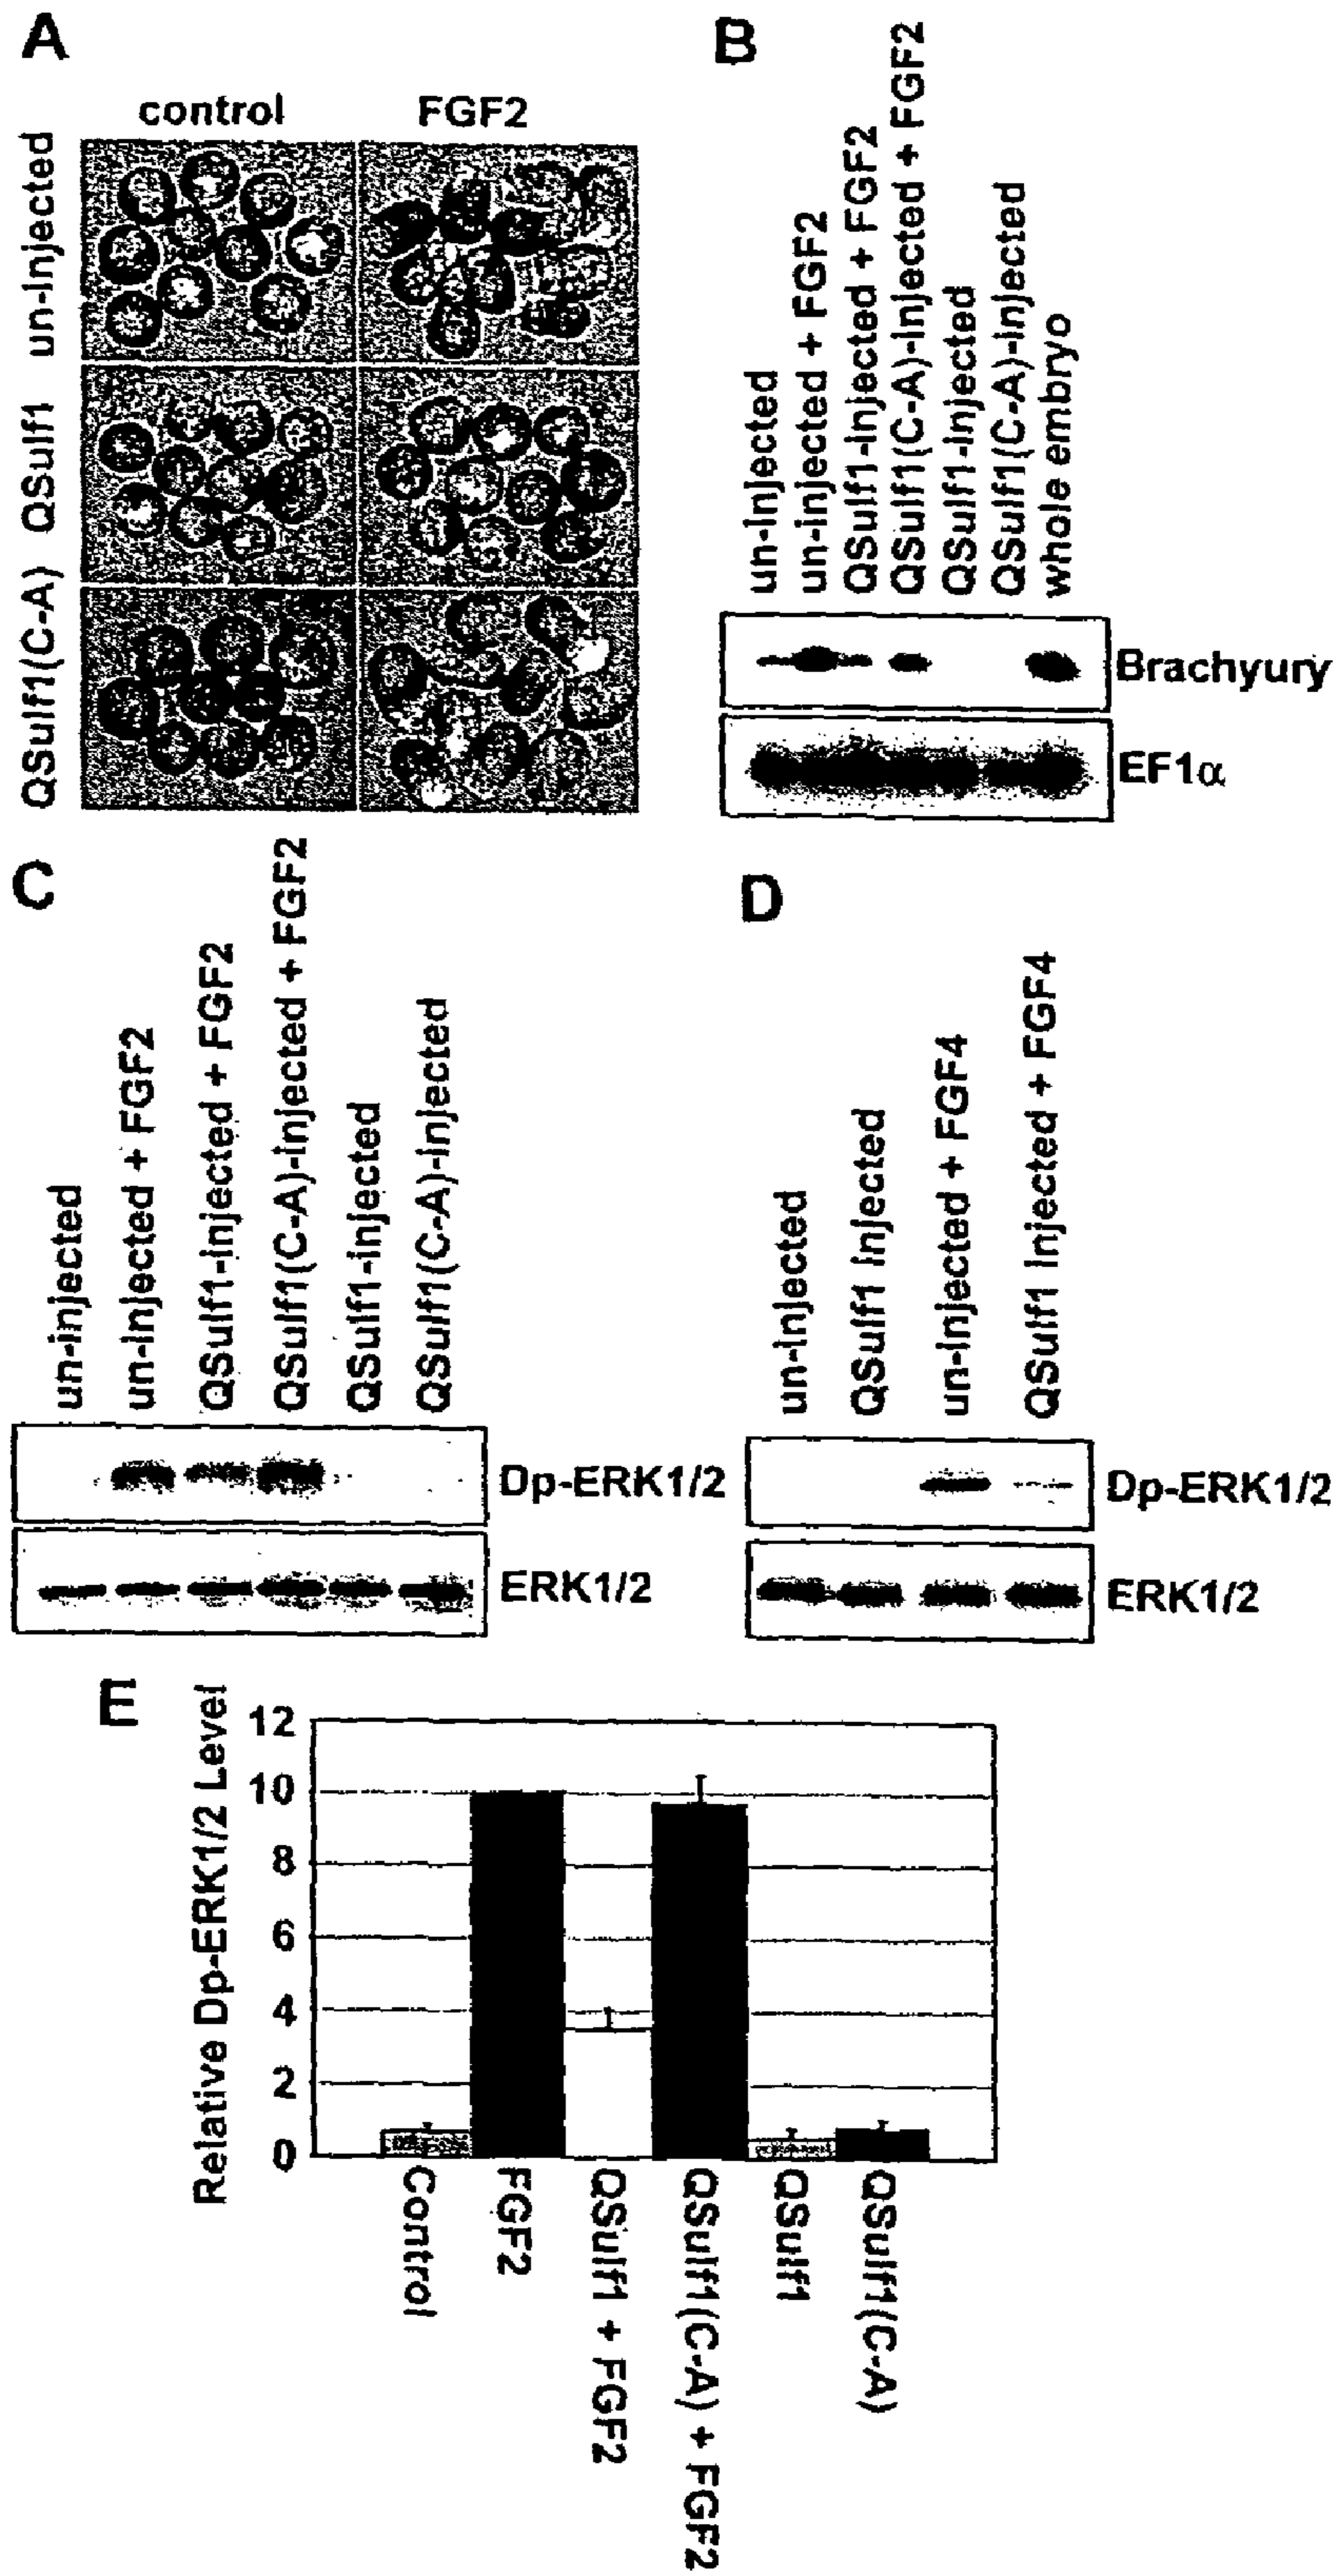 A
control
FGF2
un-Injected
QSulf1
QSulf1(C-A)
B
un-Injected
un-injected + FGF2
QSulf1-Injected + FGF2
QSulf1(C-A)-Injected + FGF2
QSulf1-Injected
QSulf1(C-A)-Injected
whole embryo
Brachyury
EF1α
C
un-injected
un-Injected + FGF2
QSulf1-injected + FGF2
QSulf1(C-A)-injected + FGF2
QSulf1-injected
QSulf1(C-A)-injected
Dp-ERK1/2
ERK1/2
D
un-Injected
QSulf1 Injected
un-Injected + FGF4
QSulf1 Injected + FGF4
Dp-ERK1/2
ERK1/2
E
Relative Dp-ERK1/2 Level
12
10
8
6
4
2
0
Control
FGF2
QSulf1 + FGF2
QSulf1(C-A) + FGF2
QSulf1
QSulf1(C-A)